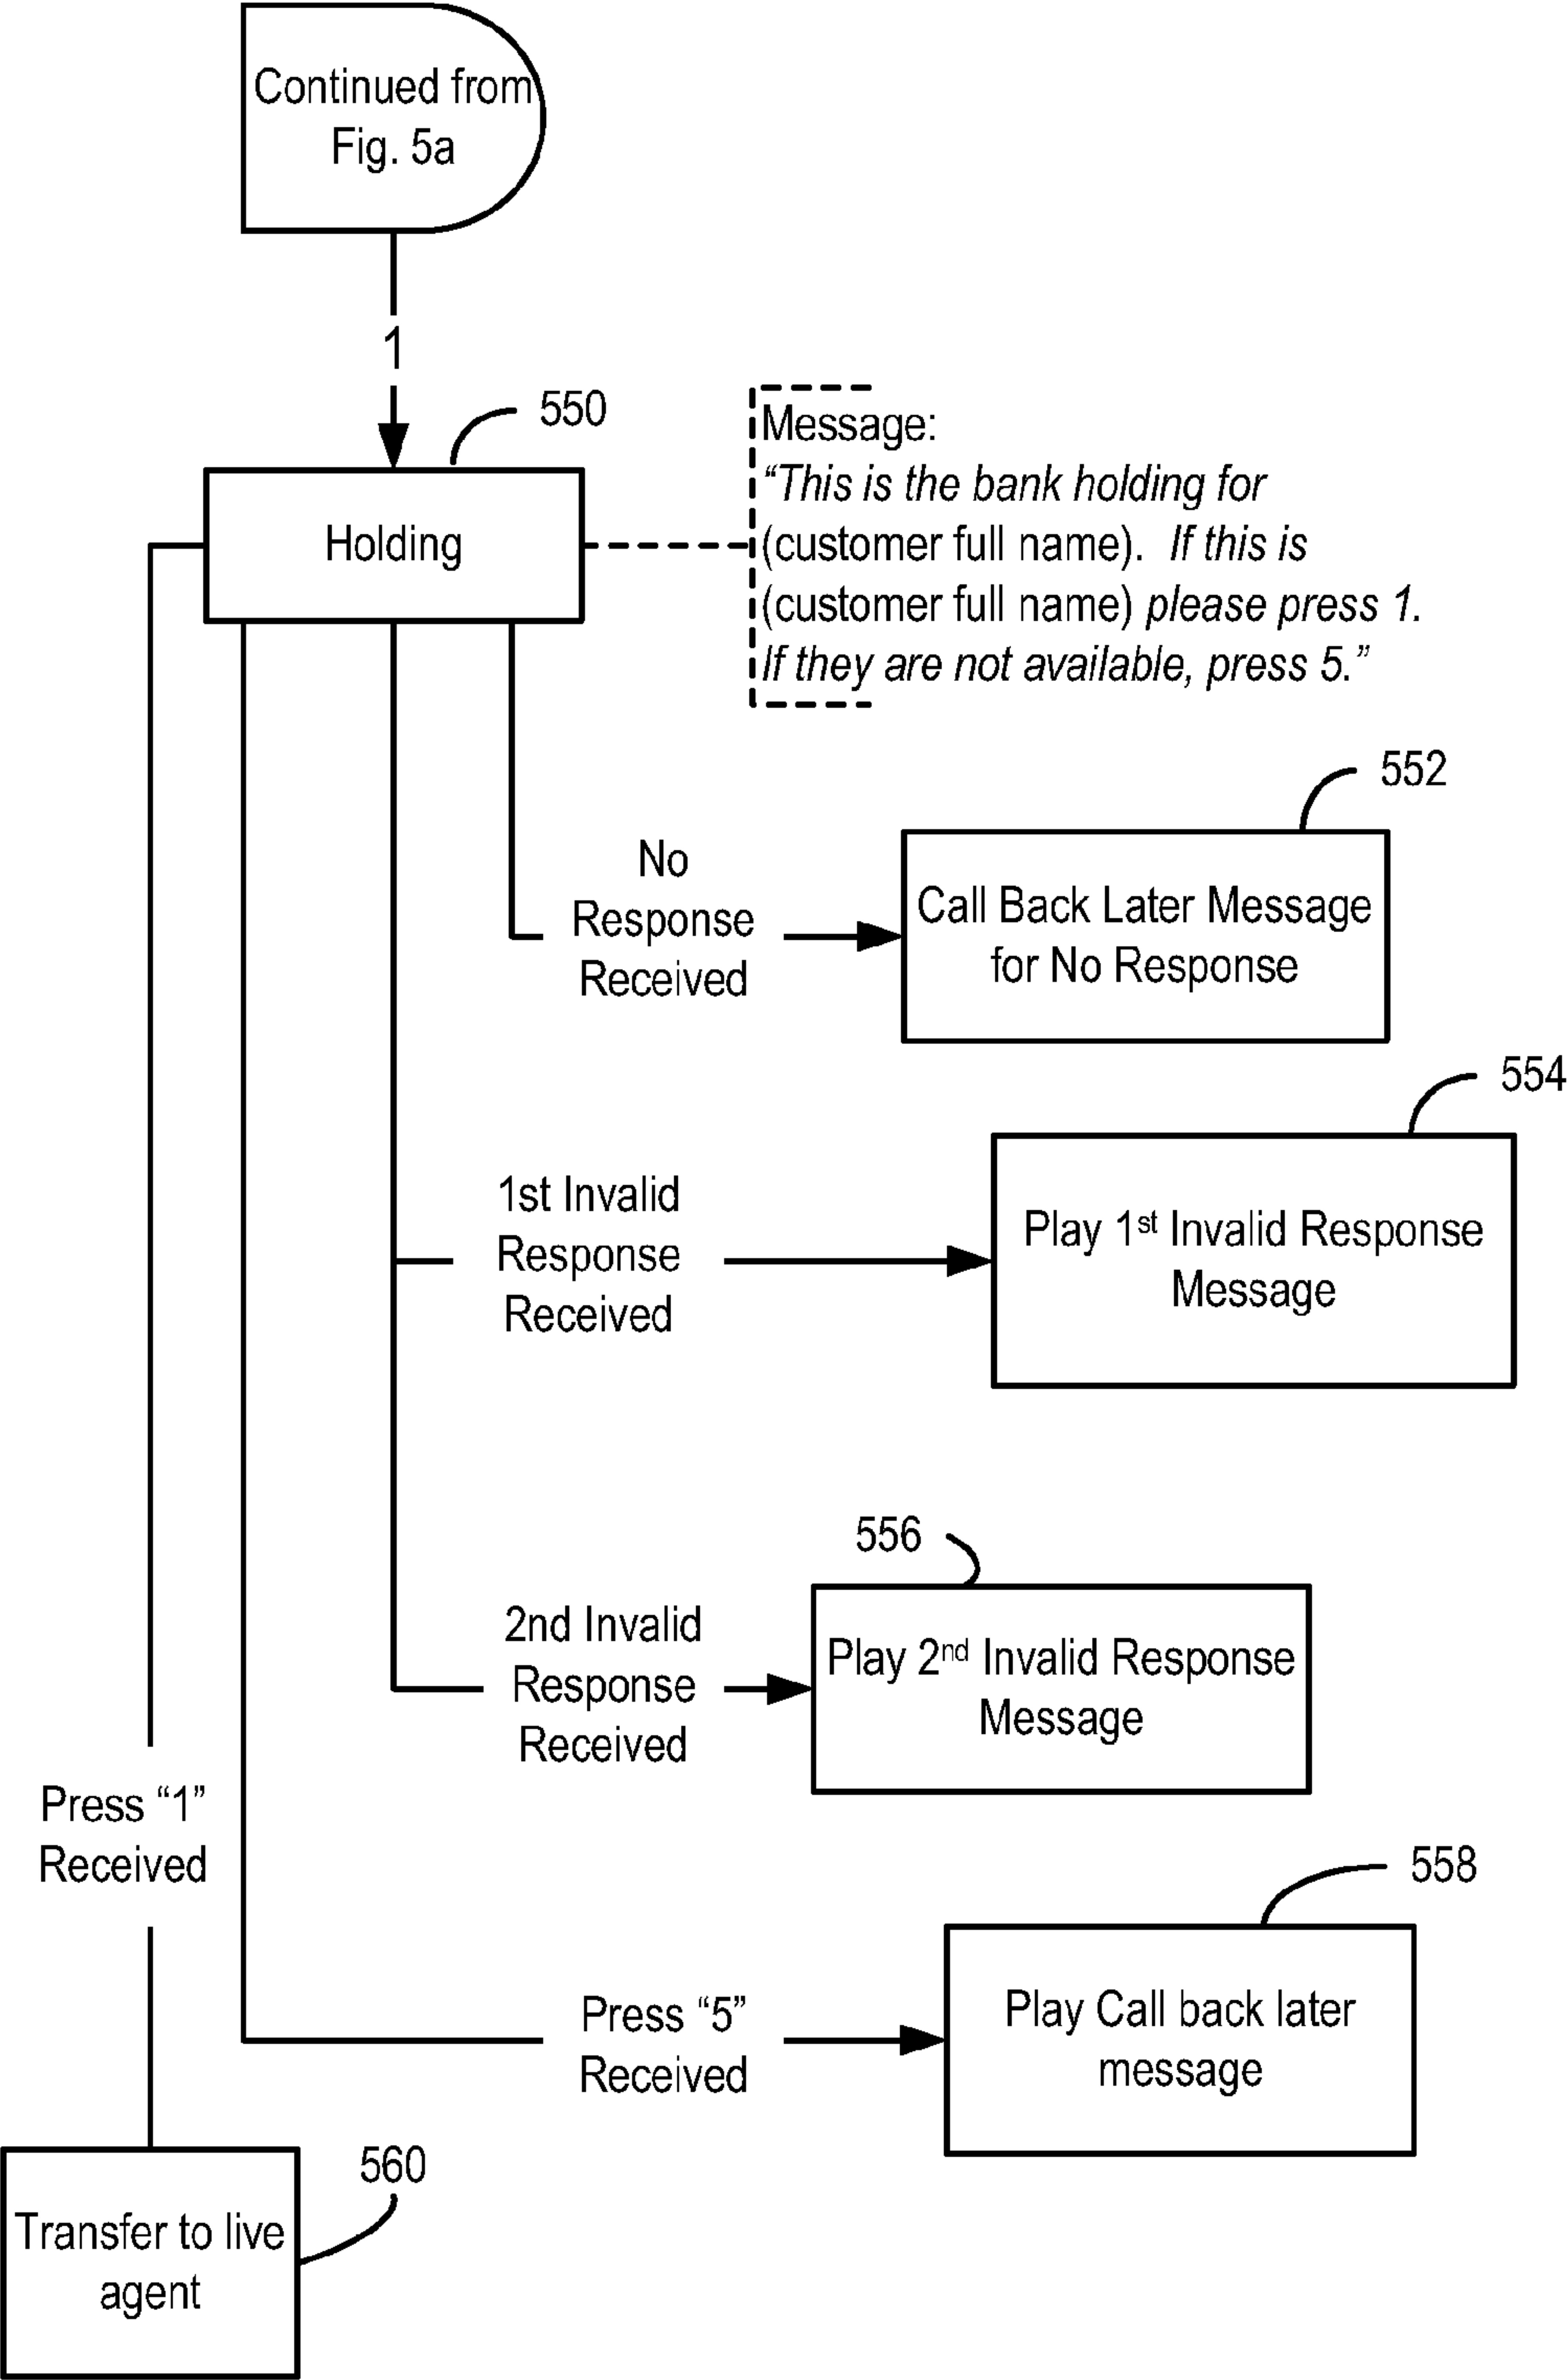 Continued from
Fig. 5a
1
550
Holding
Message:
“This is the bank holding for
(customer full name). If this is
(customer full name) please press 1.
If they are not available, press 5.”
552
No
Response
Received
Call Back Later Message
for No Response
554
1st Invalid
Response
Received
Play 1st Invalid Response
Message
556
2nd Invalid
Response
Received
Play 2nd Invalid Response
Message
Press “1”
Received
558
Press “5”
Received
Play Call back later
message
560
Transfer to live
agent